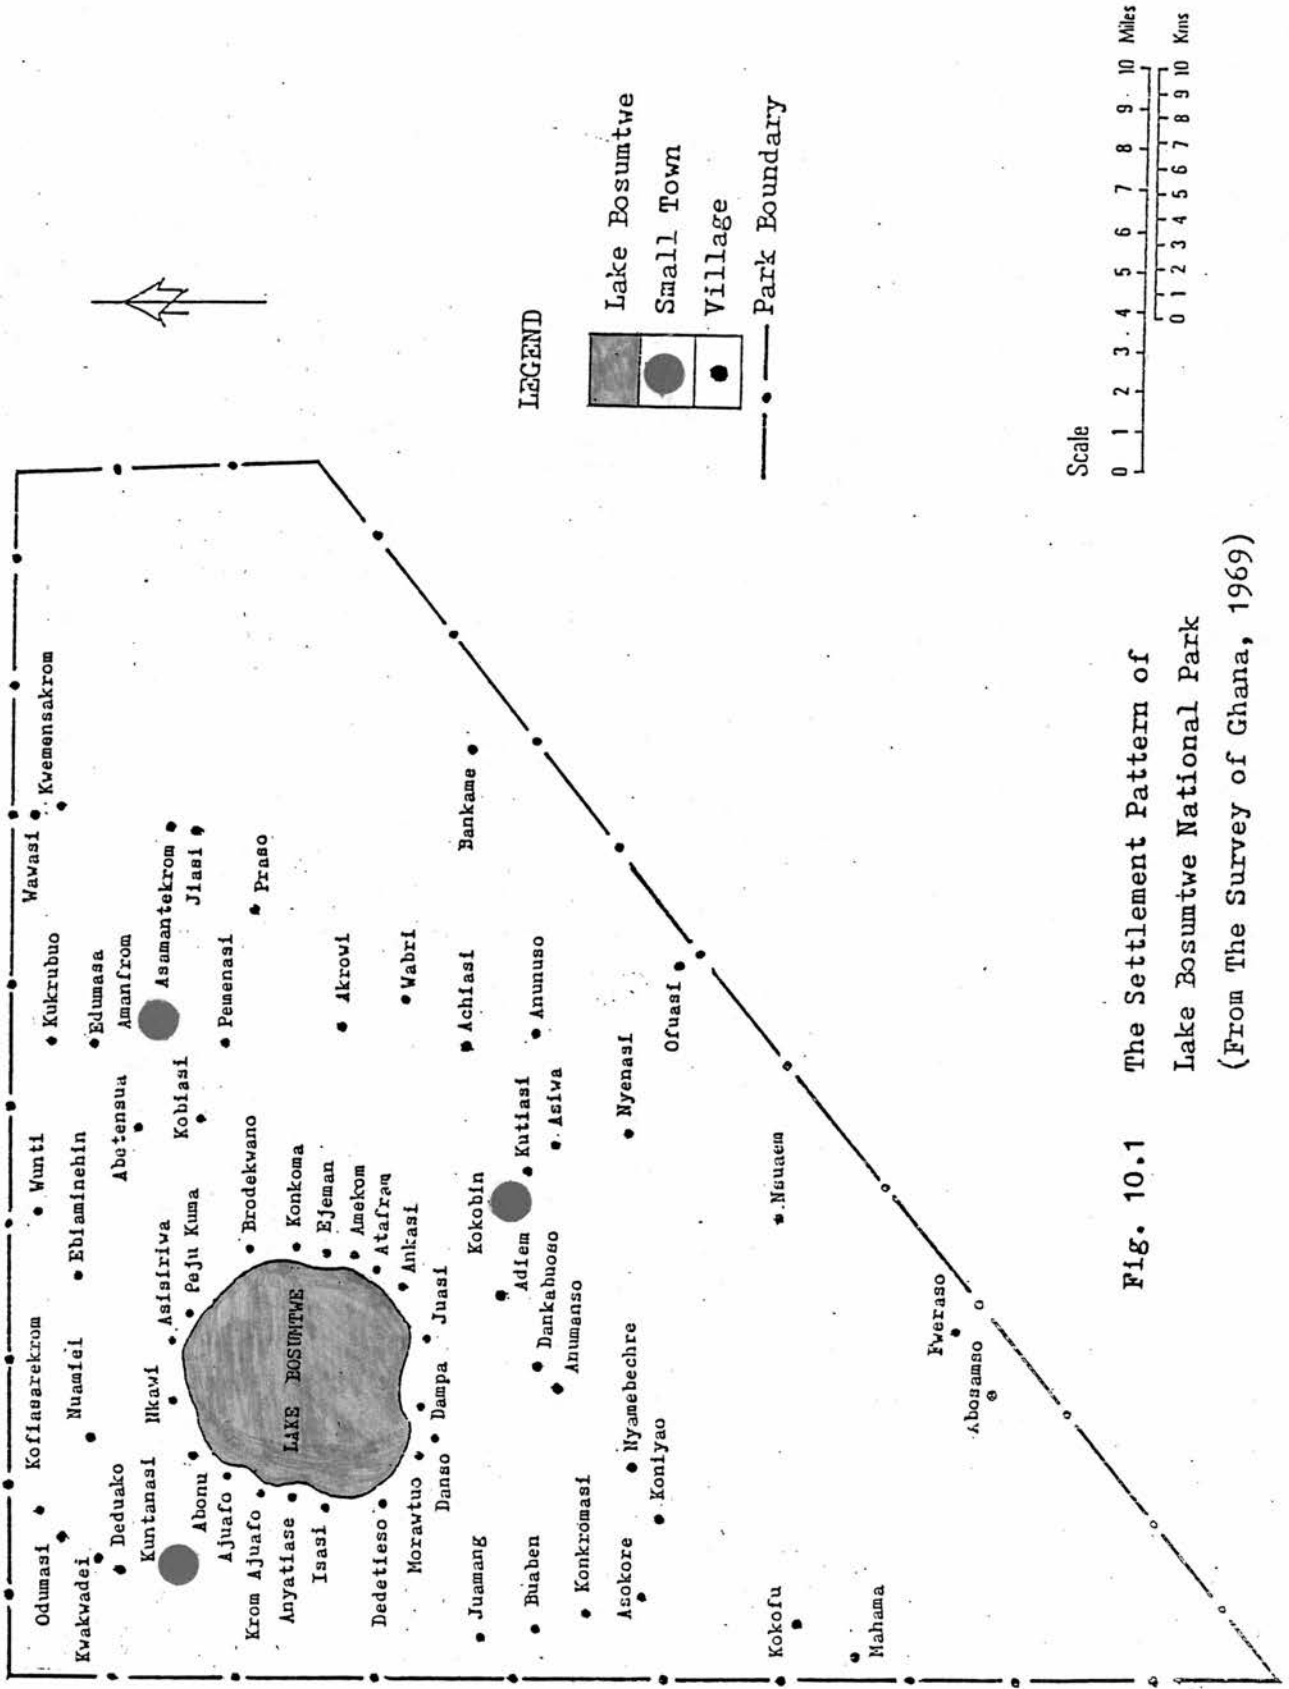 Wawasi
Kwemensakrom
Kukrubuo
Edumasa
Amanfrom
Asamantekrom
Jiasi
Praso
Pemenasi
Akrowi
Wabri
Bankame
Achiasi
Anunuso
Ofuasi
Wunti
Ebiaminehin
Abetensua
Kobiasi
Brodekwano
Konkoma
Ejeman
Amekom
Atafram
Ankasi
Kokobin
Kutiasi
Asiwa
Nyenasi
Nsuaem
Kofiasarekrom
Nuamiei
Nkawi
Asisiriwa
Peju Kuma
LAKE BOSUMTWE
Juasi
Dampa
Danso
Morawtuo
Adiem
Dankabuoso
Anumanso
Nyamebechre
Koniyao
Fweraso
Abosamso
Odumasi
Kwakwadei
Deduako
Kuntanasi
Abonu
Ajuafo
Krom Ajuafo
Anyatiase
Isasi
Dedetieso
Juamang
Buaben
Konkromasi
Asokore
Kokofu
Mahama
LEGEND
Lake Bosumtwe
Small Town
Village
Park Boundary
Scale
0 1 2 3 4 5 6 7 8 9 10 Miles
0 1 2 3 4 5 6 7 8 9 10 Kms
Fig. 10.1 The Settlement Pattern of
Lake Bosumtwe National Park
(From The Survey of Ghana, 1969)